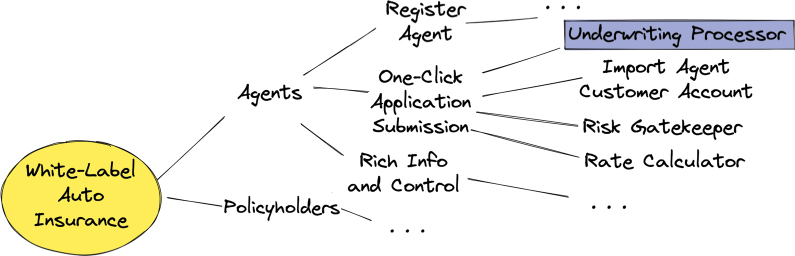 Register
Agent
. . .
Underwriting Processor
One-Click
Application
Submission
Import Agent
Customer Account
Agents
Risk Gatekeeper
Rich Info
and Control
Rate Calculator
White-Label
Auto
Insurance
Policyholders
. . .
. . .